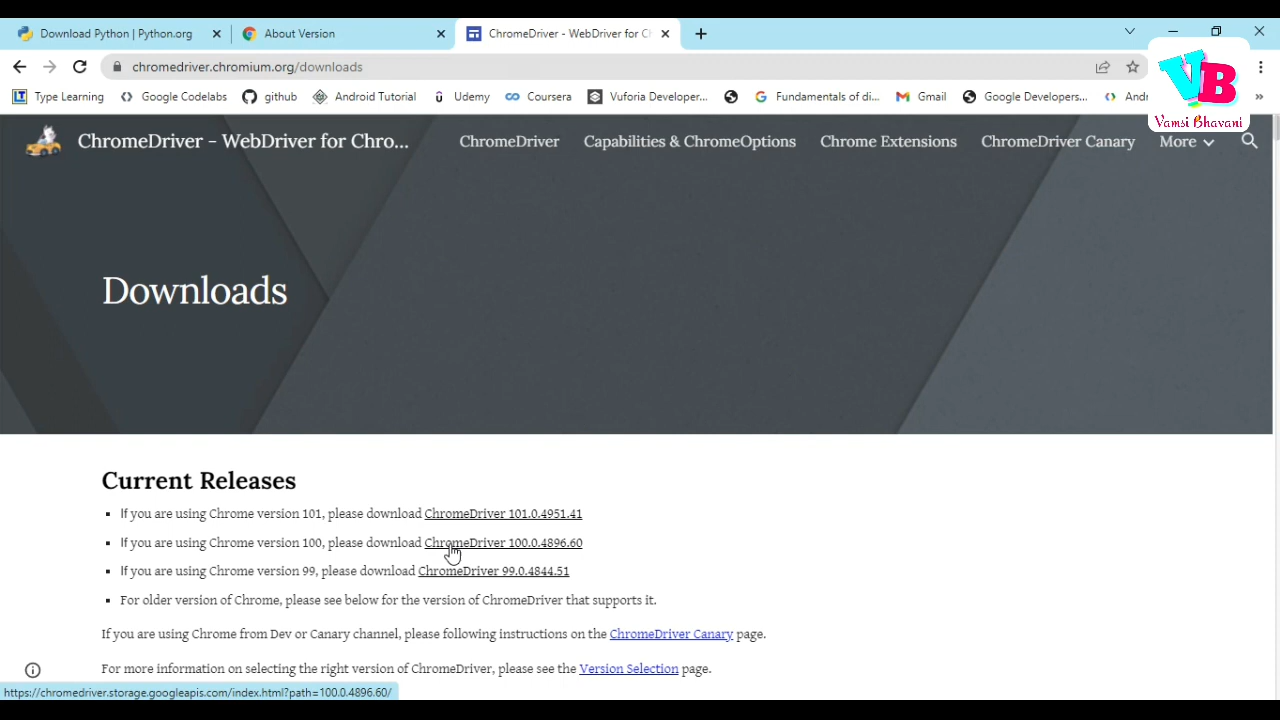 Download Python | Python.org
About Version
ChromeDriver - WebDriver for C
chromedriver.chromium.org/downloads
VB
Vamsi Bhavani
LT Type Learning
Google Codelabs
github
Android Tutorial
Udemy
Coursera
Vuforia Developer...
Fundamentals of di...
Gmail
Google Developers...
Andr
ChromeDriver - WebDriver for Chro...
ChromeDriver
Capabilities & ChromeOptions
Chrome Extensions
ChromeDriver Canary
More
Downloads
Current Releases
If you are using Chrome version 101, please download ChromeDriver 101.0.4951.41
If you are using Chrome version 100, please download ChromeDriver 100.0.4896.60
If you are using Chrome version 99, please download ChromeDriver 99.0.4844.51
For older version of Chrome, please see below for the version of ChromeDriver that supports it.
If you are using Chrome from Dev or Canary channel, please following instructions on the ChromeDriver Canary page.
For more information on selecting the right version of ChromeDriver, please see the Version Selection page.
https://chromedriver.storage.googleapis.com/index.html?path=100.0.4896.60/